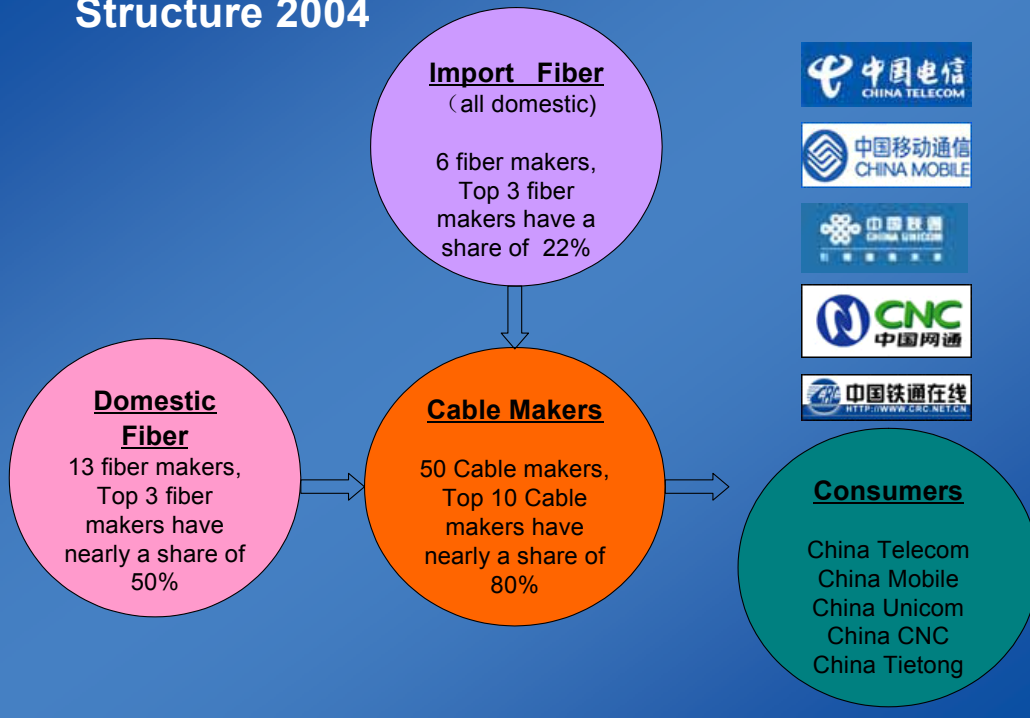 Structure 2004
Import Fiber
（all domestic)
6 fiber makers,
Top 3 fiber
makers have a
share of 22%
中国电信
CHINA TELECOM
中国移动通信
CHINA MOBILE
中国联通
CHINA UNICOM
CNC
中国网通
CRC 中国铁通在线
HTTP://WWW.CRC.NET.CN
Domestic
Fiber
13 fiber makers,
Top 3 fiber
makers have
nearly a share of
50%
Cable Makers
50 Cable makers,
Top 10 Cable
makers have
nearly a share of
80%
Consumers
China Telecom
China Mobile
China Unicom
China CNC
China Tietong